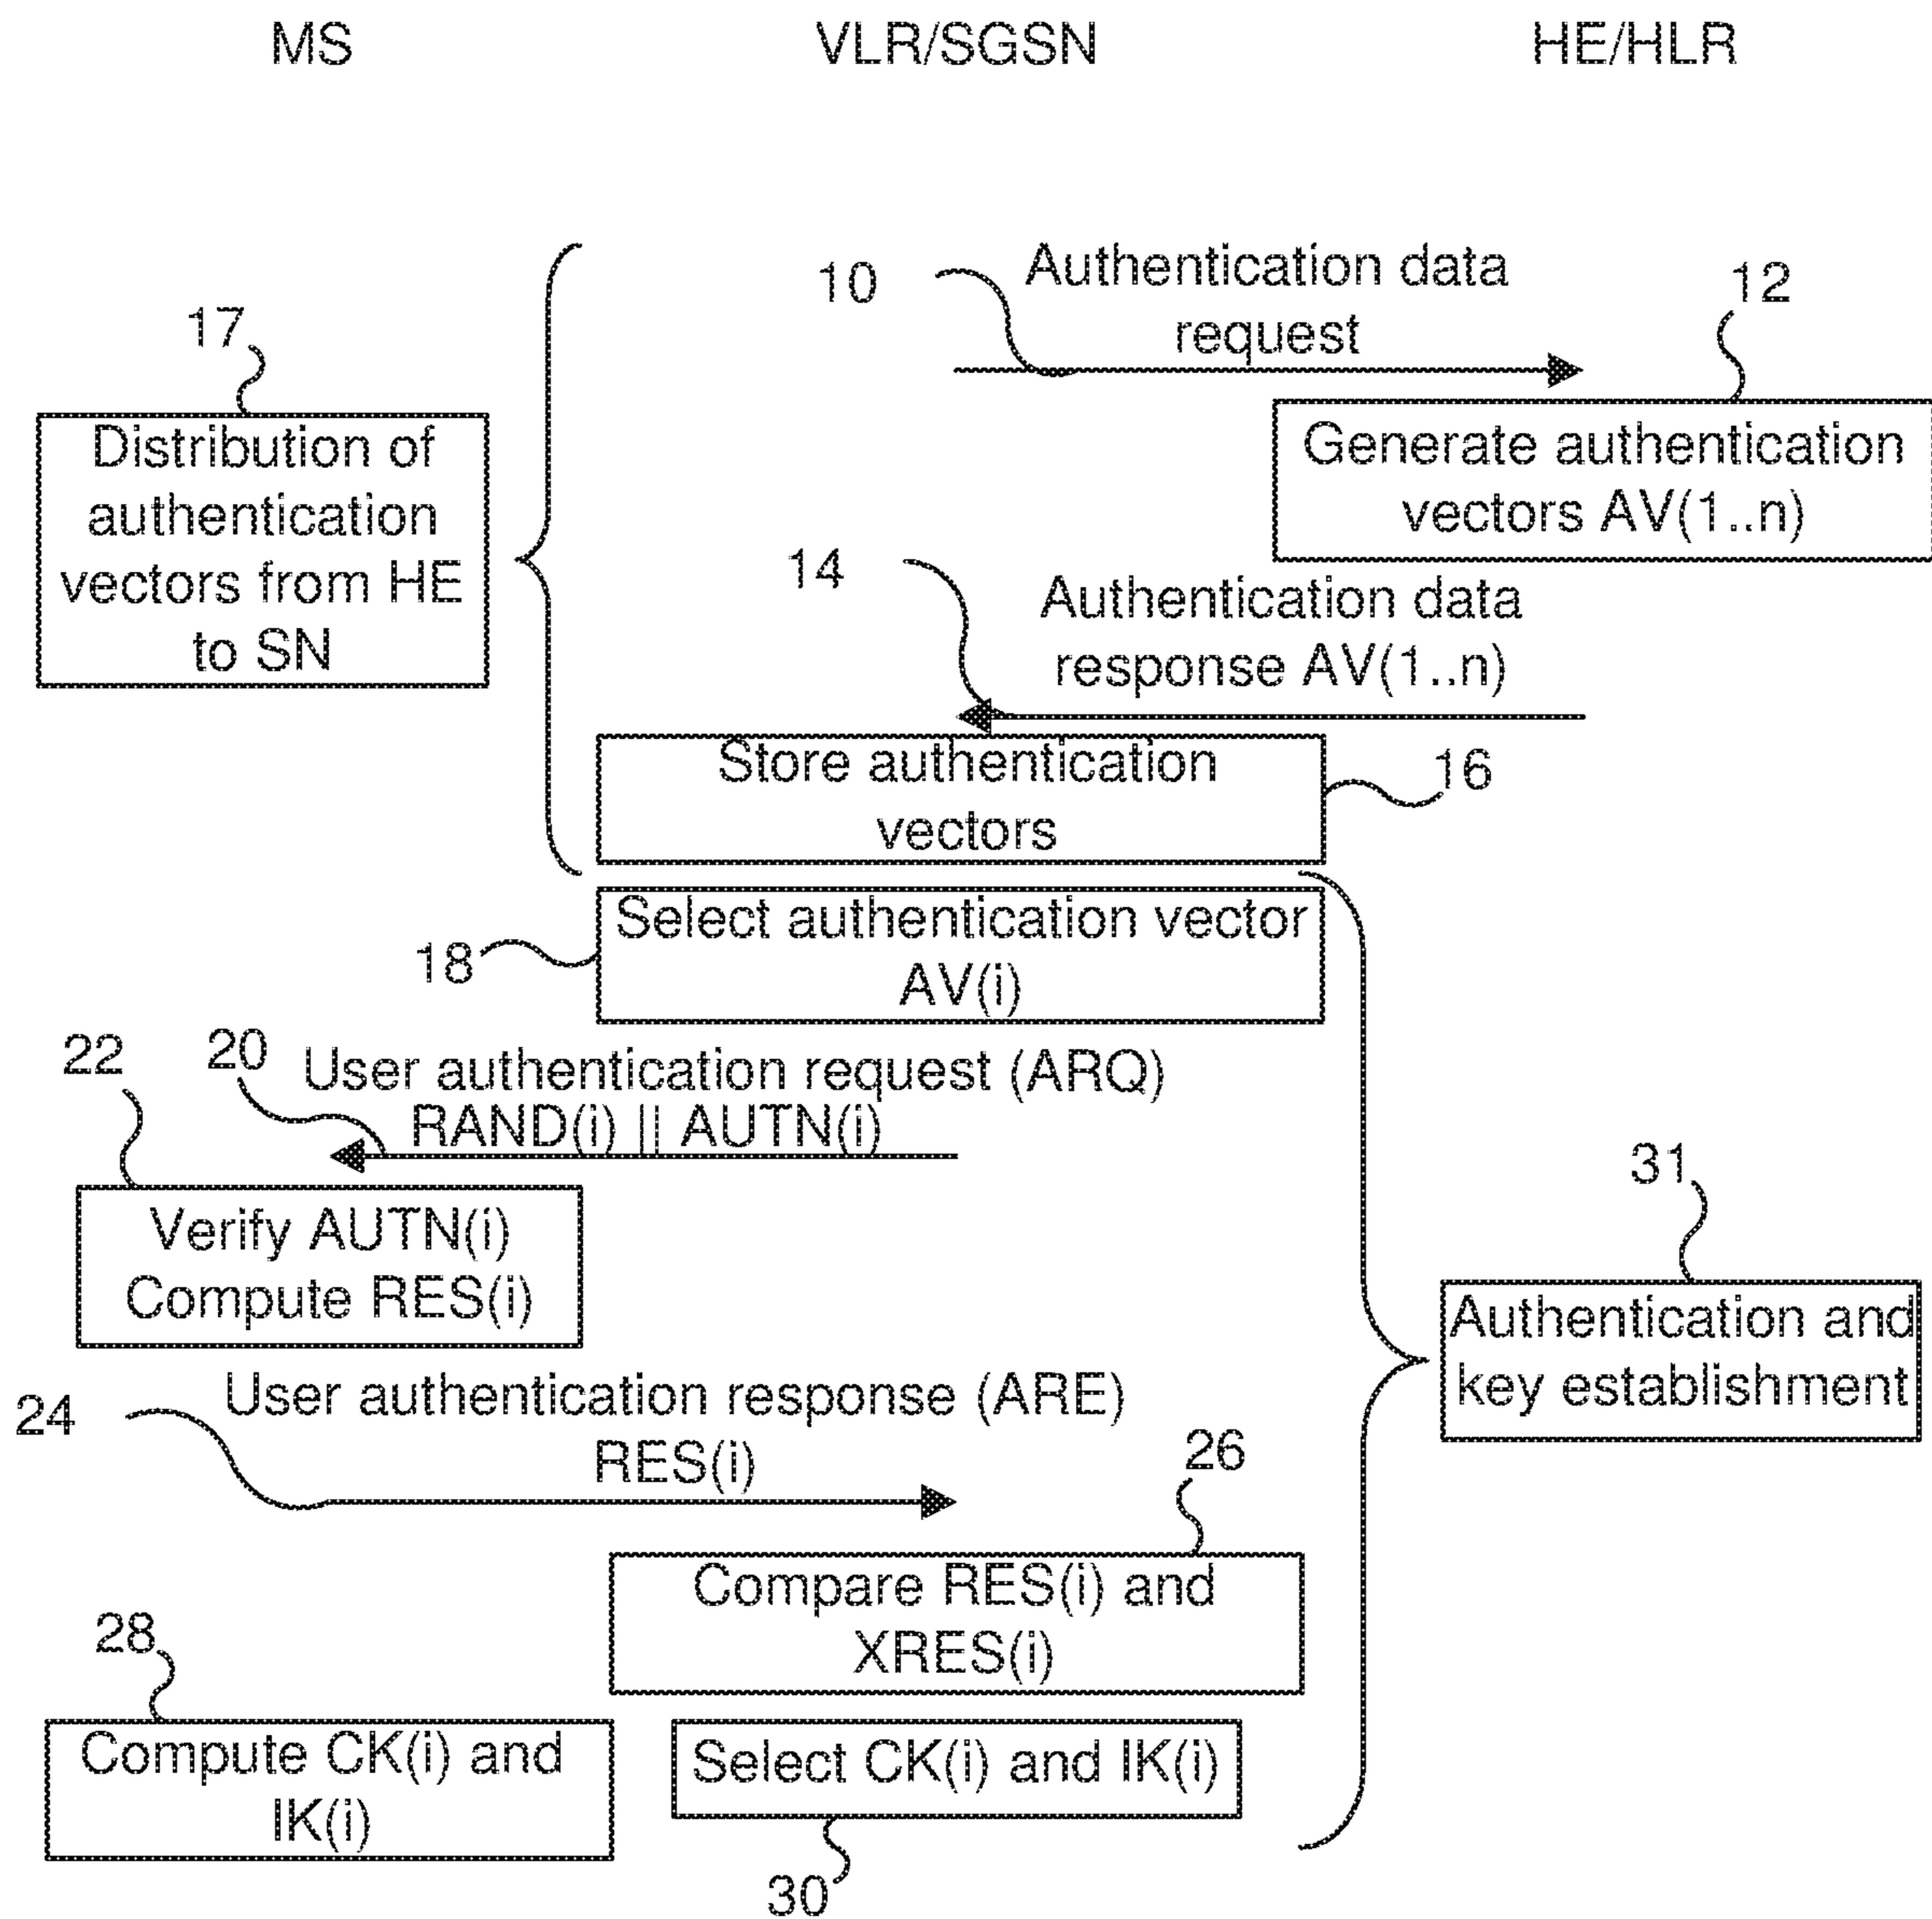 MS
VLR/SGSN
HE/HLR
10
Authentication data
request
12
17
Distribution of
authentication
vectors from HE
to SN
Generate authentication
vectors AV(1..n)
14
Authentication data
response AV(1..n)
Store authentication
vectors
16
18
Select authentication vector
AV(i)
22
20
User authentication request (ARQ)
RAND(i) || AUTN(i)
Verify AUTN(i)
Compute RES(i)
31
Authentication and
key establishment
24
User authentication response (ARE)
RES(i)
26
Compare RES(i) and
XRES(i)
28
Compute CK(i) and
IK(i)
Select CK(i) and IK(i)
30